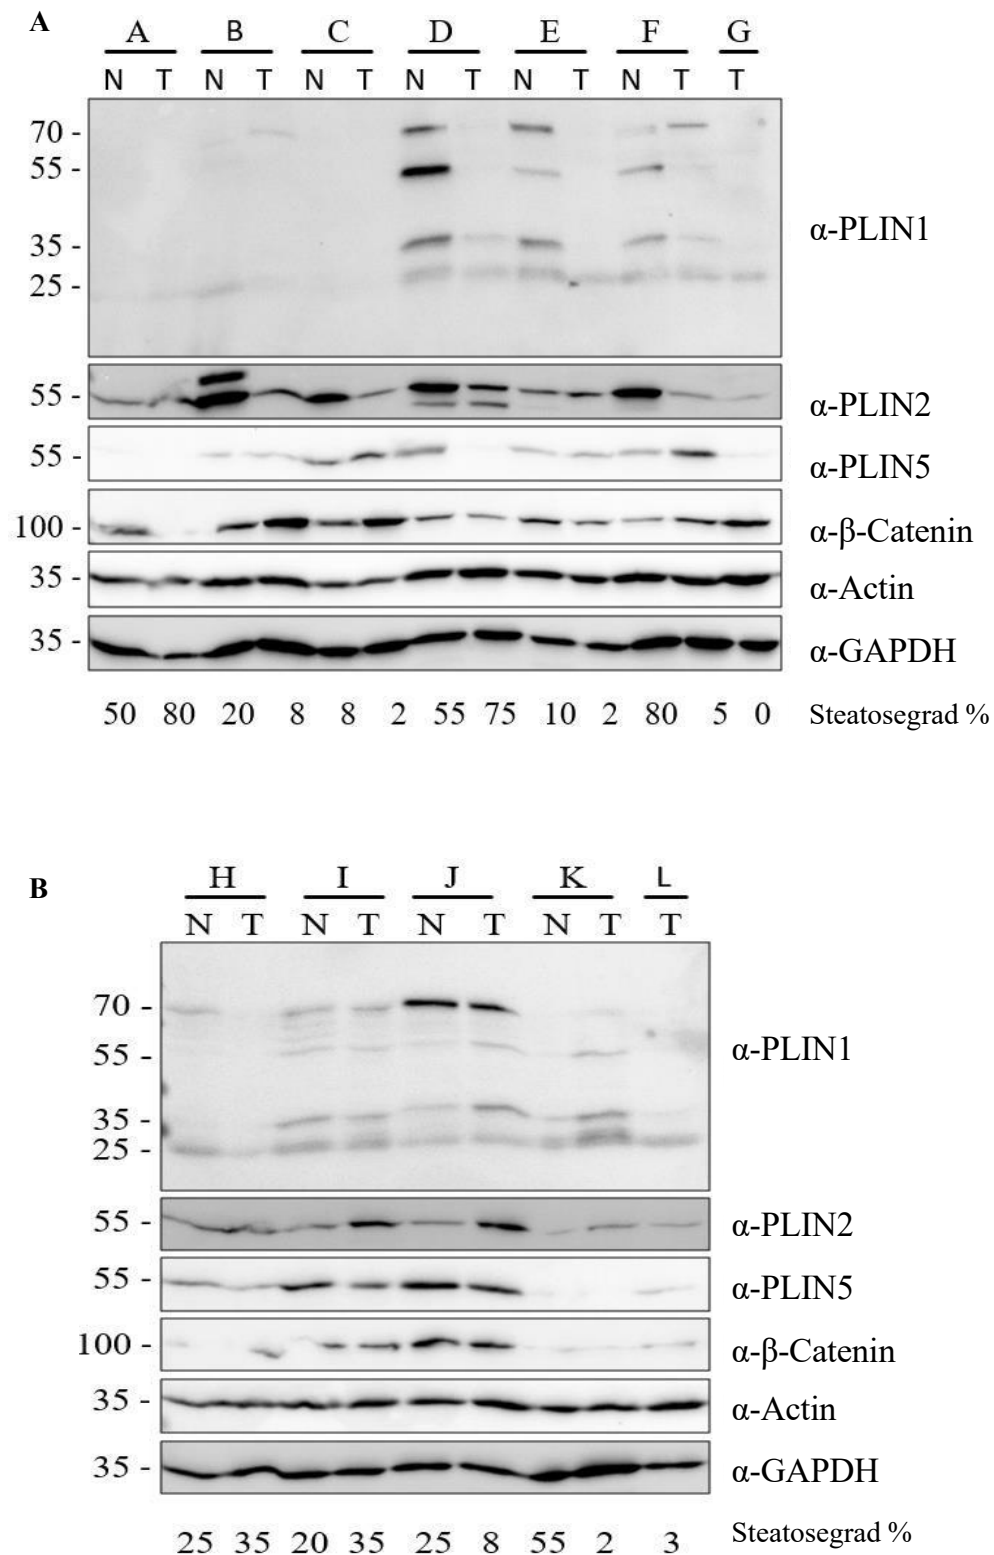 A
A B C D E F G
N T N T N T N T N T N T T
70 -
55 -
35 -
25 -
α-PLIN1
55 - α-PLIN2
55 - α-PLIN5
100 - α-β-Catenin
35 - α-Actin
35 - α-GAPDH
50 80 20 8 8 2 55 75 10 2 80 5 0 Steatosegrad %
B
H I J K L
N T N T N T N T T
70 -
55 -
35 -
25 -
α-PLIN1
55 - α-PLIN2
55 - α-PLIN5
100 - α-β-Catenin
35 - α-Actin
35 - α-GAPDH
25 35 20 35 25 8 55 2 3 Steatosegrad %